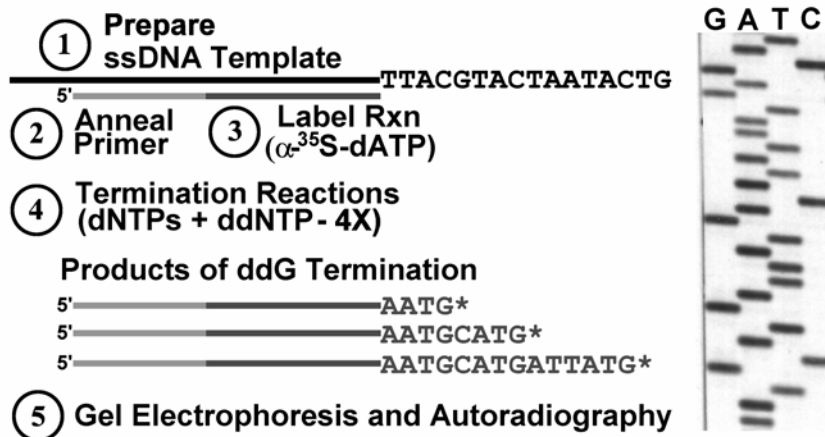 1 Prepare
ssDNA Template
TTACGTACTAATACTG
5'
2 Anneal
Primer
3 Label Rxn
(α-³⁵S-dATP)
4 Termination Reactions
(dNTPs + ddNTP - 4X)
Products of ddG Termination
5' AATG*
5' AATGCATG*
5' AATGCATGATTATG*
5 Gel Electrophoresis and Autoradiography
G A T C